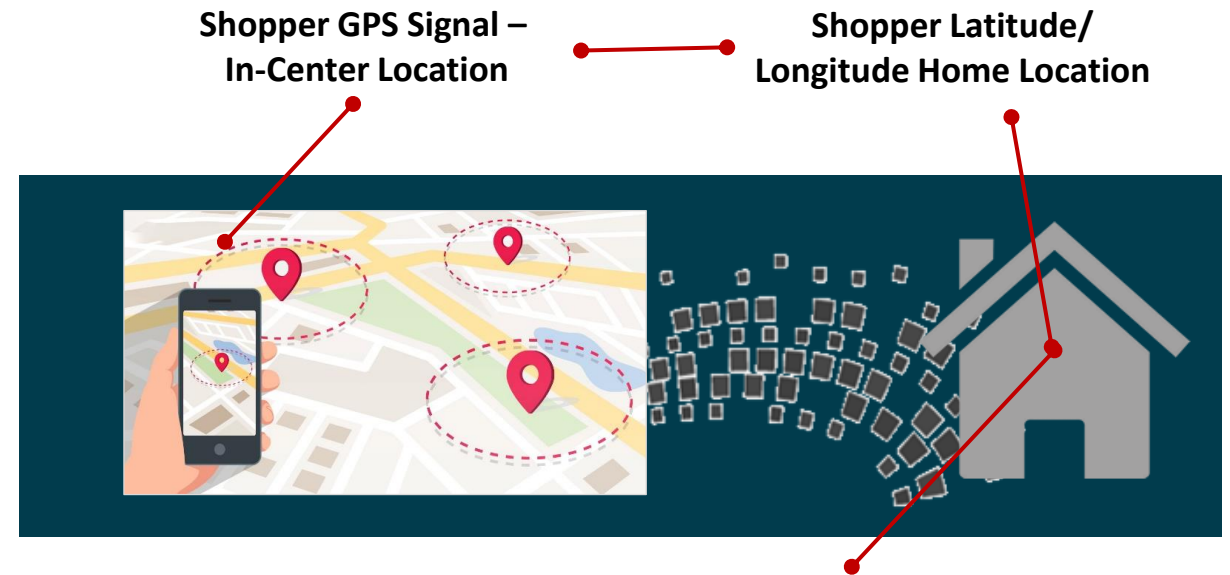 Shopper GPS Signal –
In-Center Location
Shopper Latitude/
Longitude Home Location